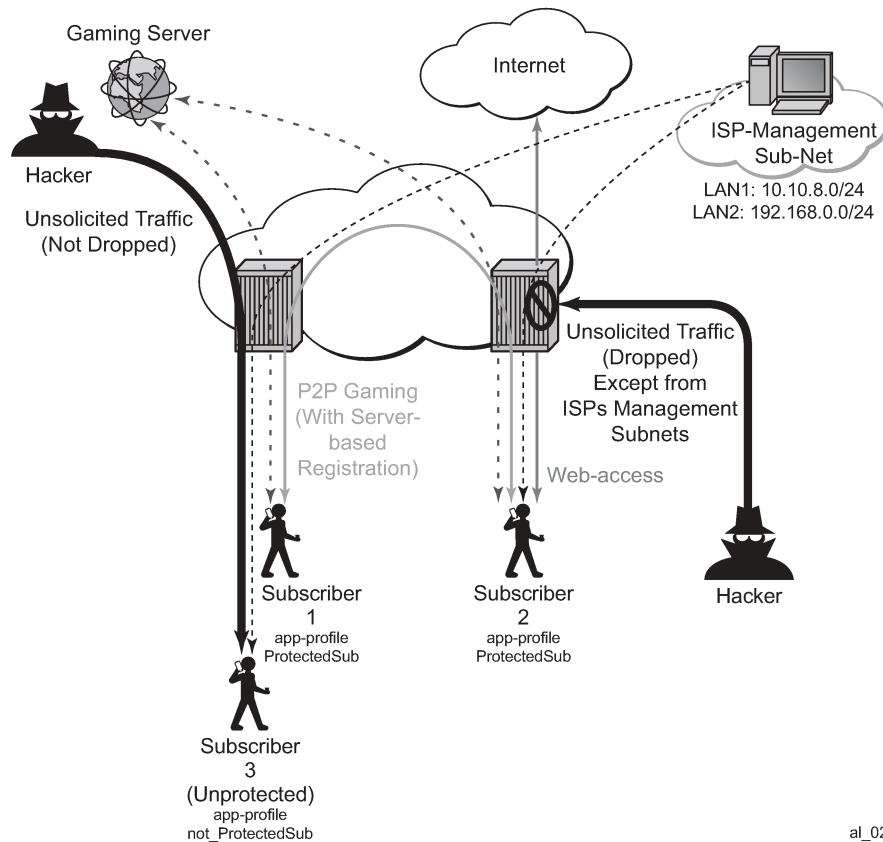 Gaming Server
Internet
ISP-Management
Sub-Net
LAN1: 10.10.8.0/24
LAN2: 192.168.0.0/24
Hacker
Unsolicited Traffic
(Not Dropped)
Unsolicited Traffic
(Dropped)
Except from
ISPs Management
Subnets
P2P Gaming
(With Server-
based
Registration)
Web-access
Subscriber
1
app-profile
ProtectedSub
Subscriber
2
app-profile
ProtectedSub
Hacker
Subscriber
3
(Unprotected)
app-profile
not_ProtectedSub
al_02